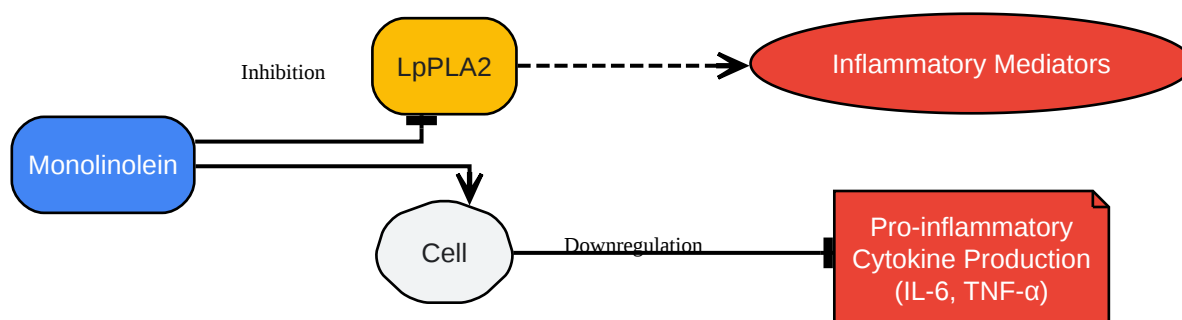 Inhibition
LpPLA2
Inflammatory Mediators
Monolinolein
Cell
Downregulation
Pro-inflammatory
Cytokine Production
(IL-6, TNF-α)